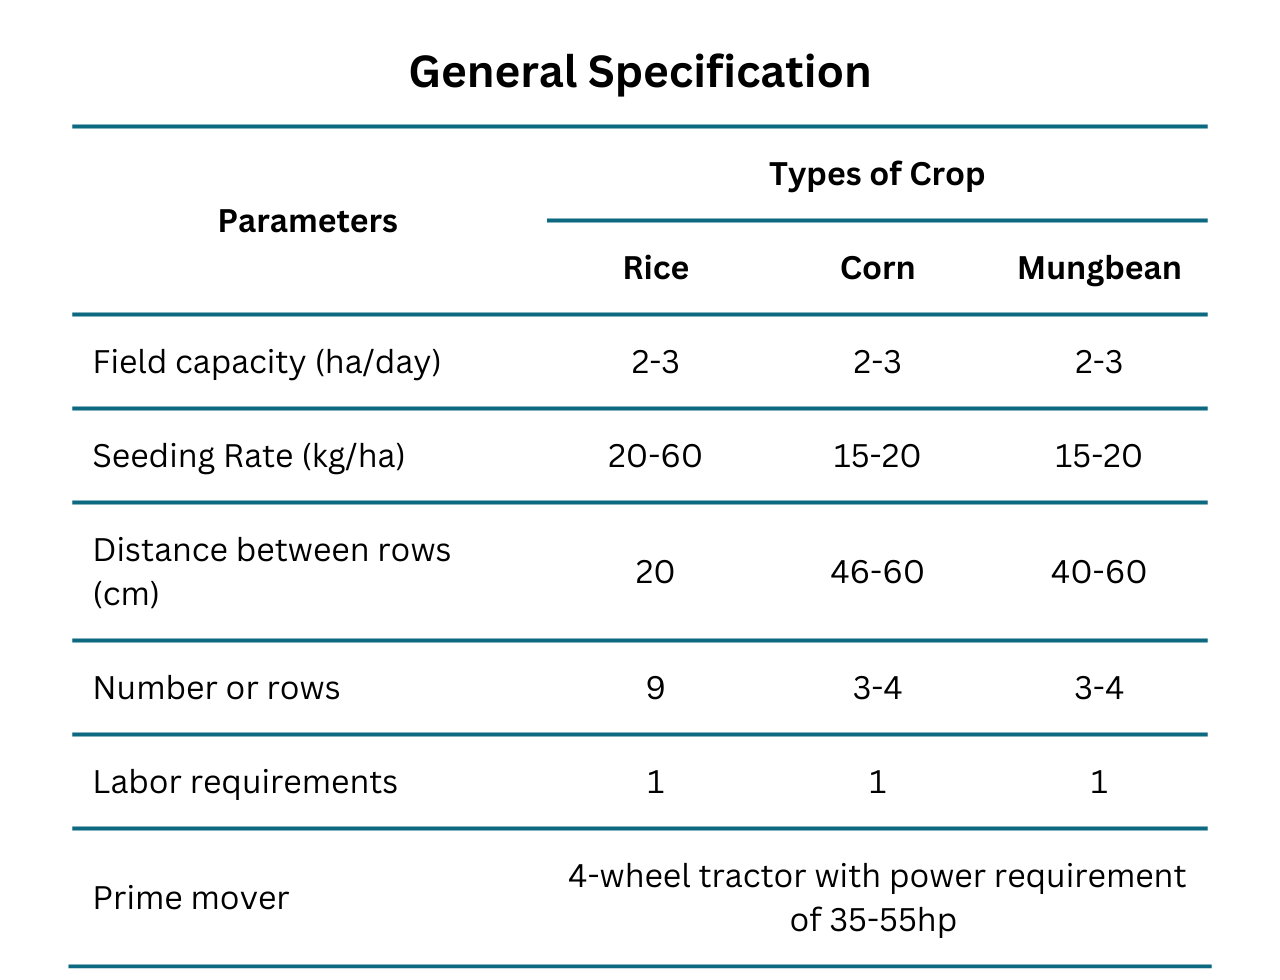 General Specification
Types of Crop
Parameters
Rice Corn Mungbean
Field capacity (ha/day) 2-3 2-3 2-3
Seeding Rate (kg/ha) 20-60 15-20 15-20
Distance between rows
(cm) 20 46-60 40-60
Number or rows 9 3-4 3-4
Labor requirements 1 1 1
Prime mover 4-wheel tractor with power requirement
of 35-55hp